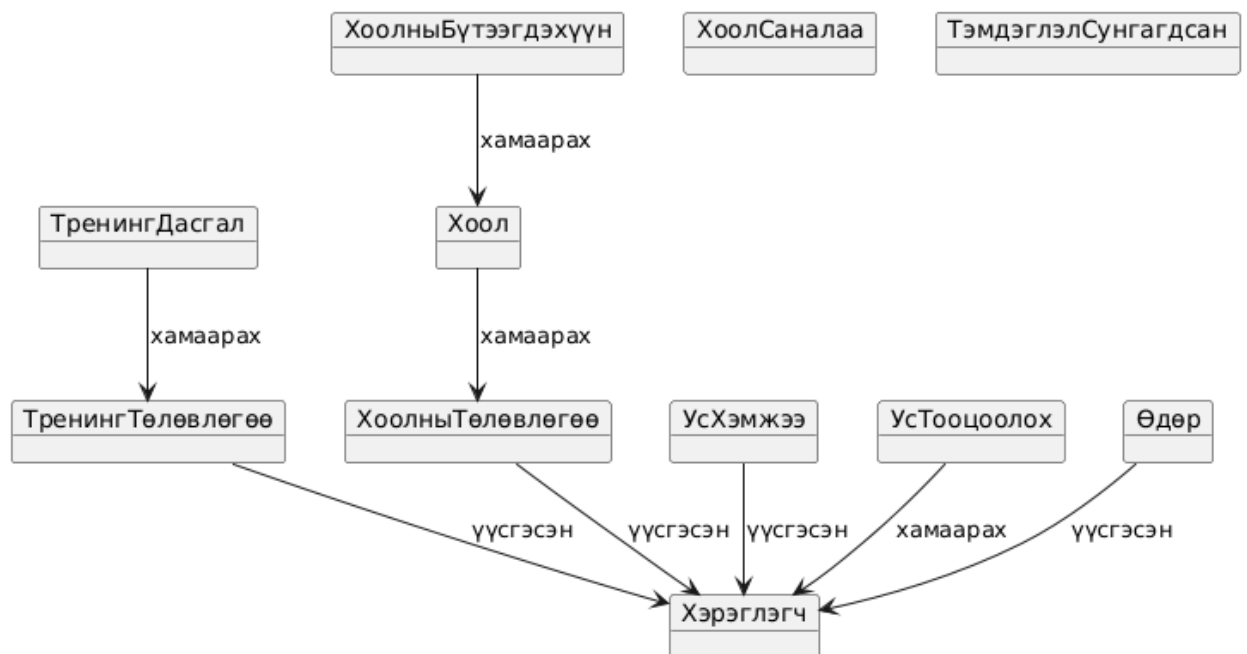 ХоолныБүтээгдэхүүн
ХоолСаналаа
ТэмдэглэлСунгагдсан
хамаарах
ТренингДасгал
Хоол
хамаарах
хамаарах
ТренингТөлөвлөгөө
ХоолныТөлөвлөгөө
УсХэмжээ
УсТооцоолох
Өдөр
үүсгэсэн
үүсгэсэн
үүсгэсэн
хамаарах
үүсгэсэн
Хэрэглэгч